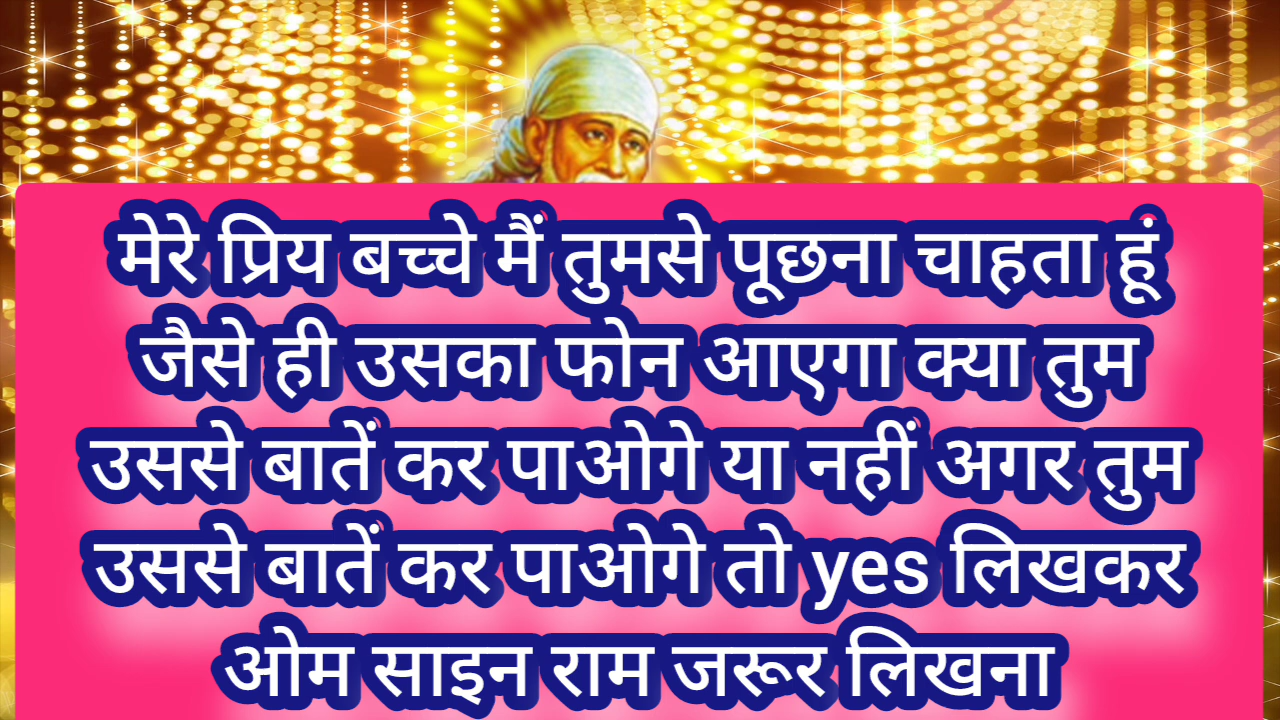 मेरे प्रिय बच्चे मैं तुमसे पूछना चाहता हूं
जैसे ही उसका फोन आएगा क्या तुम
उससे बातें कर पाओगे या नहीं अगर तुम
उससे बातें कर पाओगे तो yes लिखकर
ओम साइन राम जरूर लिखना